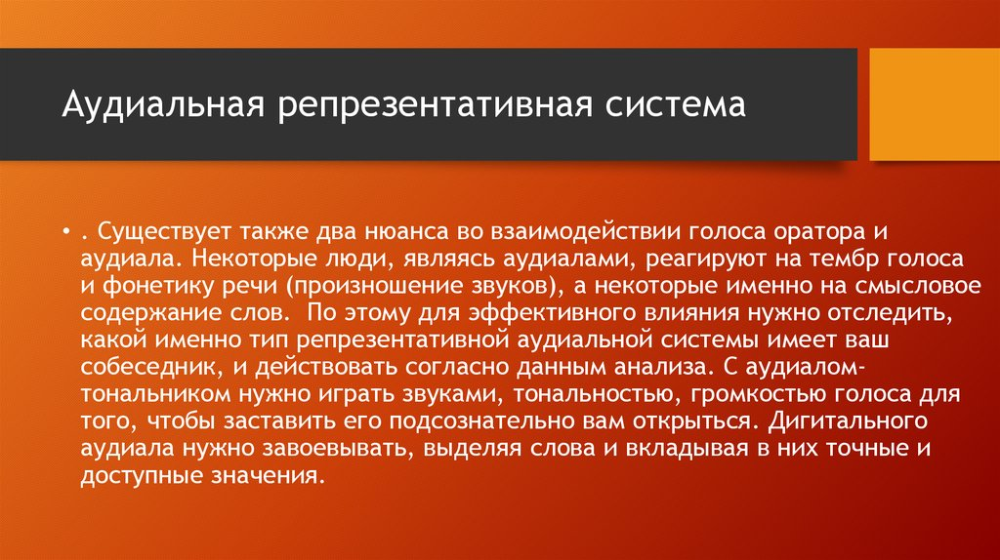 Аудиальная репрезентативная система
• . Существует также два нюанса во взаимодействии голоса оратора и
аудиала. Некоторые люди, являясь аудиалами, реагируют на тембр голоса
и фонетику речи (произношение звуков), а некоторые именно на смысловое
содержание слов.  По этому для эффективного влияния нужно отследить,
какой именно тип репрезентативной аудиальной системы имеет ваш
собеседник, и действовать согласно данным анализа. С аудиалом-
тональником нужно играть звуками, тональностью, громкостью голоса для
того, чтобы заставить его подсознательно вам открыться. Дигитального
аудиала нужно завоевывать, выделяя слова и вкладывая в них точные и
доступные значения.